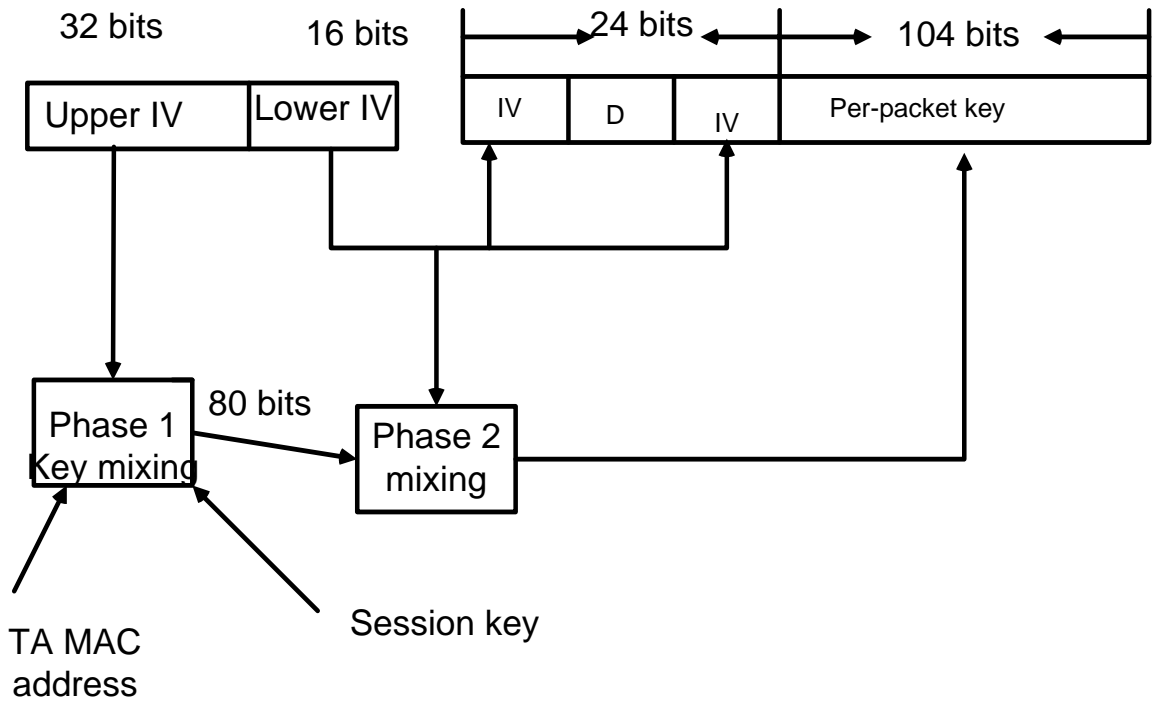 32 bits
16 bits
24 bits
104 bits
Upper IV
Lower IV
IV
D
IV
Per-packet key
80 bits
Phase 1
Key mixing
Phase 2
mixing
Session key
TA MAC
address